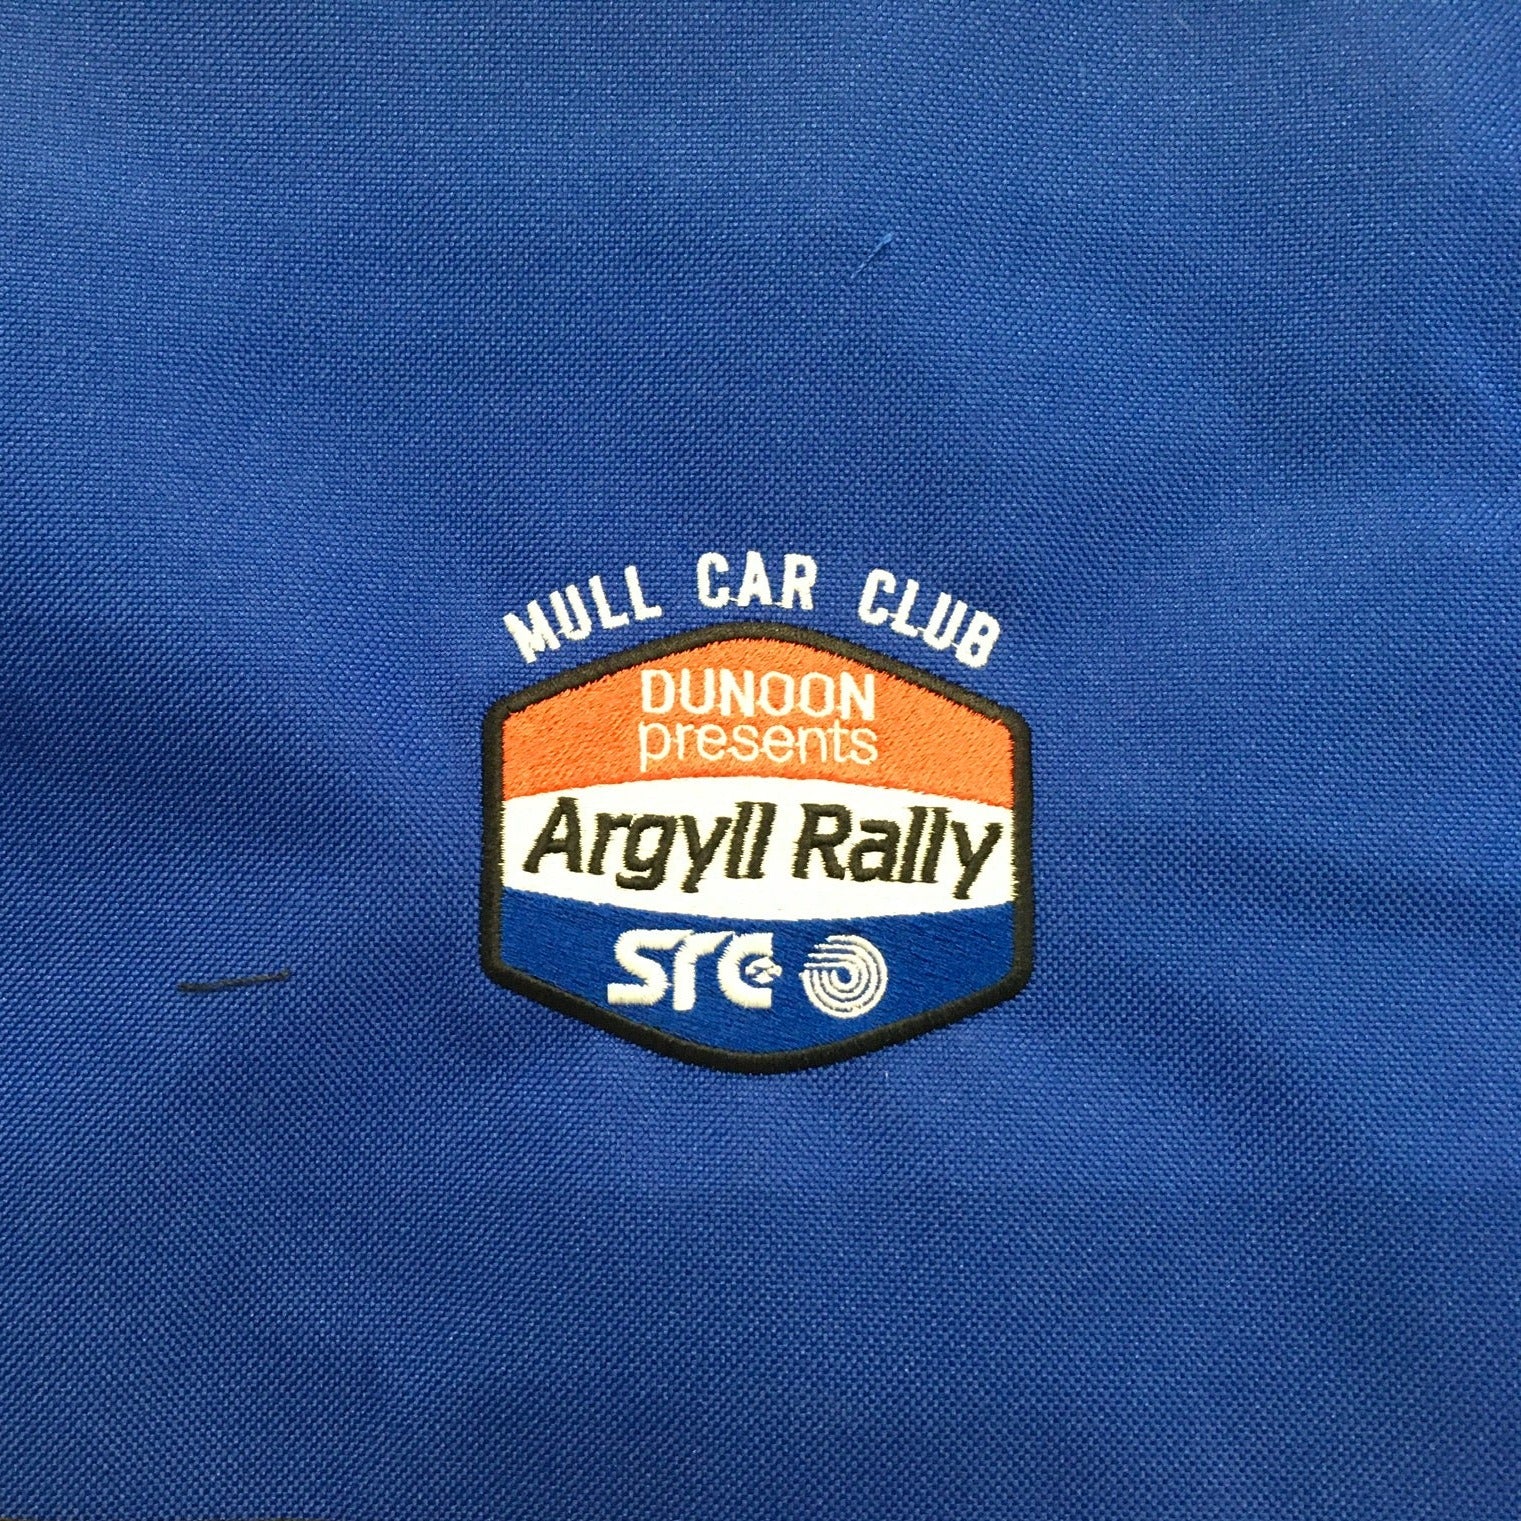 MULL CAR CLUB
DUNOON
presents
Argyll Rally
SRC